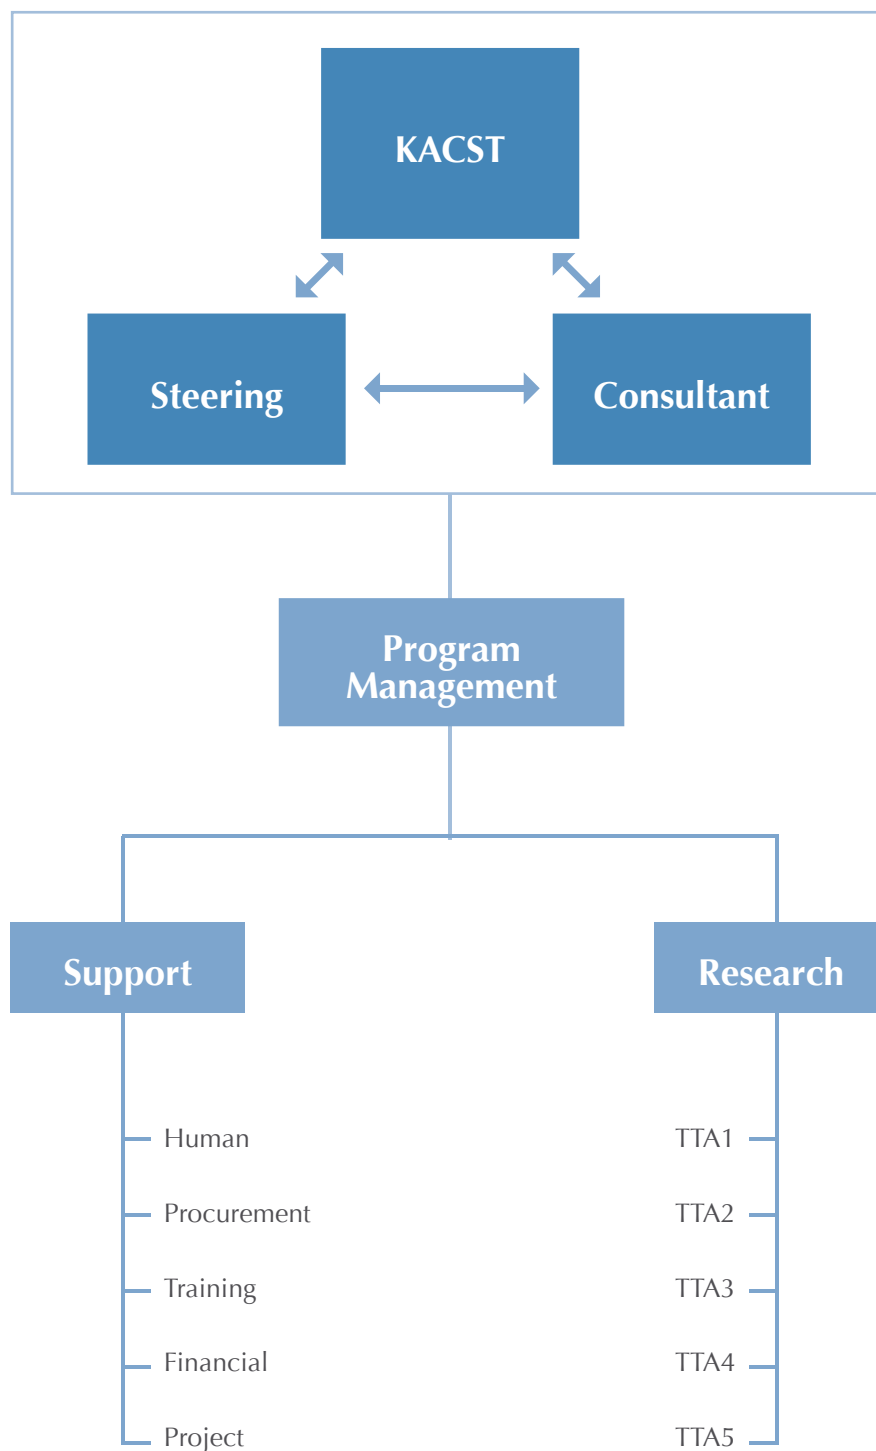 KACST
Steering
Consultant
Program
Management
Support
Research
Human
Procurement
Training
Financial
Project
TTA1
TTA2
TTA3
TTA4
TTA5